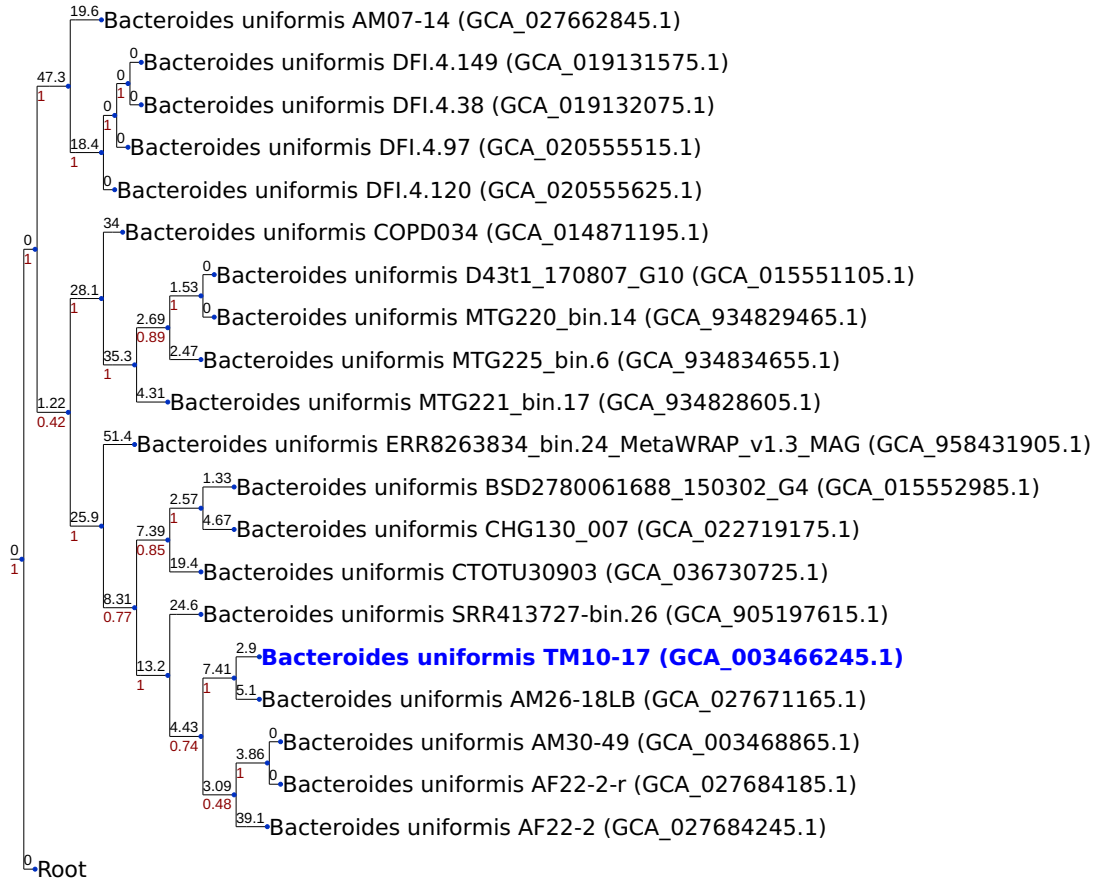 19.6 Bacteroides uniformis AM07-14 (GCA_027662845.1)
0 Bacteroides uniformis DFI.4.149 (GCA_019131575.1)
0
47.3 1
1
0 Bacteroides uniformis DFI.4.38 (GCA_019132075.1)
0
1
18.4 0 Bacteroides uniformis DFI.4.97 (GCA_020555515.1)
1
0 Bacteroides uniformis DFI.4.120 (GCA_020555625.1)
34 Bacteroides uniformis COPD034 (GCA_014871195.1)
0
1
0 Bacteroides uniformis D43t1_170807_G10 (GCA_015551105.1)
28.1 1.53
1 1
2.69 0 Bacteroides uniformis MTG220_bin.14 (GCA_934829465.1)
0.89
35.3 2.47 Bacteroides uniformis MTG225_bin.6 (GCA_934834655.1)
1
1.22 4.31 Bacteroides uniformis MTG221_bin.17 (GCA_934828605.1)
0.42
51.4 Bacteroides uniformis ERR8263834_bin.24_MetaWRAP_v1.3_MAG (GCA_958431905.1)
1.33 Bacteroides uniformis BSD2780061688_150302_G4 (GCA_015552985.1)
25.9 2.57
1 1
7.39 4.67 Bacteroides uniformis CHG130_007 (GCA_022719175.1)
0.85
0 19.4 Bacteroides uniformis CTOTU30903 (GCA_036730725.1)
1
8.31 24.6 Bacteroides uniformis SRR413727-bin.26 (GCA_905197615.1)
0.77
2.9 Bacteroides uniformis TM10-17 (GCA_003466245.1)
13.2 7.41
1 1
5.1 Bacteroides uniformis AM26-18LB (GCA_027671165.1)
4.43 0 Bacteroides uniformis AM30-49 (GCA_003468865.1)
0.74
3.86
1
0 Bacteroides uniformis AF22-2-r (GCA_027684185.1)
3.09
0.48
39.1 Bacteroides uniformis AF22-2 (GCA_027684245.1)
0 Root